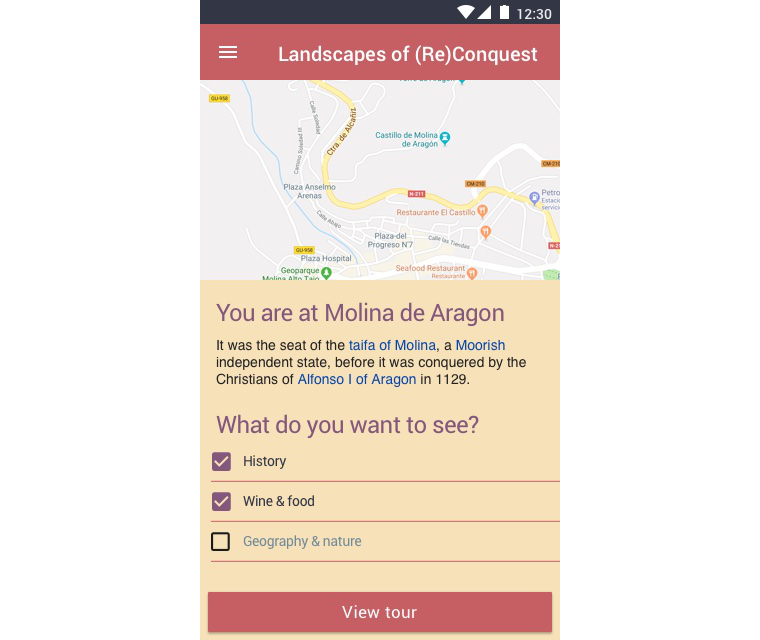 12:30
Landscapes of (Re)Conquest
GU-958
Calle Soledad
Camino Soledad III
Ctra. de Alcañiz
Castillo de Molina
de Aragón
CM-210
CM-210
Plaza Anselmo
Arenas
N-211
Petro
Estació
servicio
Restaurante El Castillo
Calle Abajo
Plaza del
Progreso N'7
Calle las Tiendas
N-21
GU-958
Plaza Hospital
Geoparque
Molina Alto Tajo
Seafood Restaurant
Restaurante
You are at Molina de Aragon
It was the seat of the taifa of Molina, a Moorish
independent state, before it was conquered by the
Christians of Alfonso I of Aragon in 1129.
What do you want to see?
History
Wine & food
Geography & nature
View tour